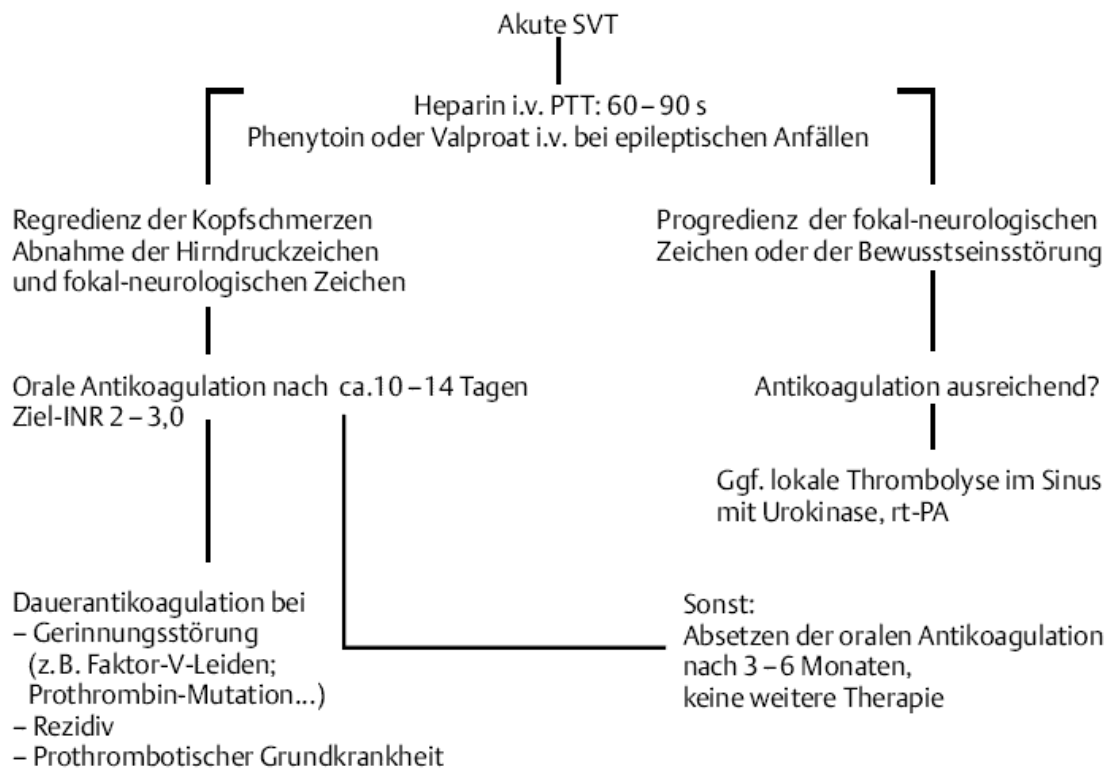 Akute SVT
Heparin i.v. PTT: 60 – 90 s
Phenytoin oder Valproat i.v. bei epileptischen Anfällen
Regredienz der Kopfschmerzen
Abnahme der Hirndruckzeichen
und fokal-neurologischen Zeichen
Progredienz der fokal-neurologischen
Zeichen oder der Bewusstseinsstörung
Orale Antikoagulation nach ca.10 – 14 Tagen
Ziel-INR 2 – 3,0
Antikoagulation ausreichend?
Ggf. lokale Thrombolyse im Sinus
mit Urokinase, rt-PA
Dauerantikoagulation bei
– Gerinnungsstörung
(z.B. Faktor-V-Leiden;
Prothrombin-Mutation...)
– Rezidiv
– Prothrombotischer Grundkrankheit
Sonst:
Absetzen der oralen Antikoagulation
nach 3 – 6 Monaten,
keine weitere Therapie